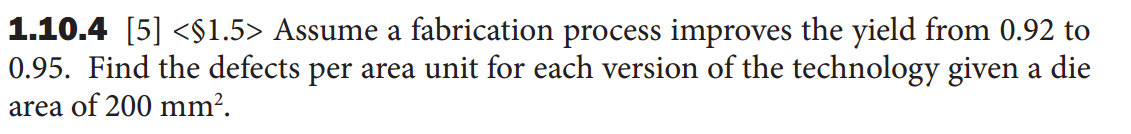 1.10.4 [5] <§1.5> Assume a fabrication process improves the yield from 0.92 to
0.95. Find the defects per area unit for each version of the technology given a die
area of 200 mm².